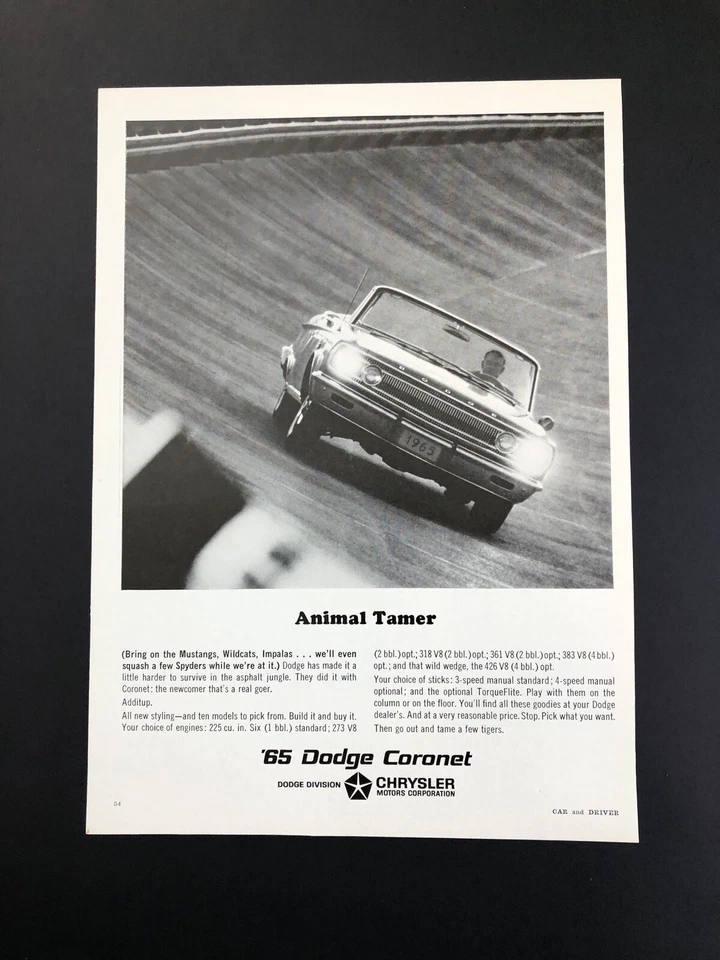 DODGE
1965
Animal Tamer
(Bring on the Mustangs, Wildcats, Impalas . . . we'll even
squash a few Spyders while we're at it.) Dodge has made it a
little harder to survive in the asphalt jungle. They did it with
Coronet: the newcomer that's a real goer.
Additup.
All new styling—and ten models to pick from. Build it and buy it.
Your choice of engines: 225 cu. in. Six (1 bbl.) standard; 273 V8
(2 bbl.) opt.; 318 V8 (2 bbl.) opt.; 361 V8 (2 bbl.) opt.; 383 V8 (4 bbl.)
opt.; and that wild wedge, the 426 V8 (4 bbl.) opt.
Your choice of sticks: 3-speed manual standard; 4-speed manual
optional; and the optional TorqueFlite. Play with them on the
column or on the floor. You'll find all these goodies at your Dodge
dealer's. And at a very reasonable price. Stop. Pick what you want.
Then go out and tame a few tigers.
'65 Dodge Coronet
DODGE DIVISION CHRYSLER
MOTORS CORPORATION
54
CAR and DRIVER